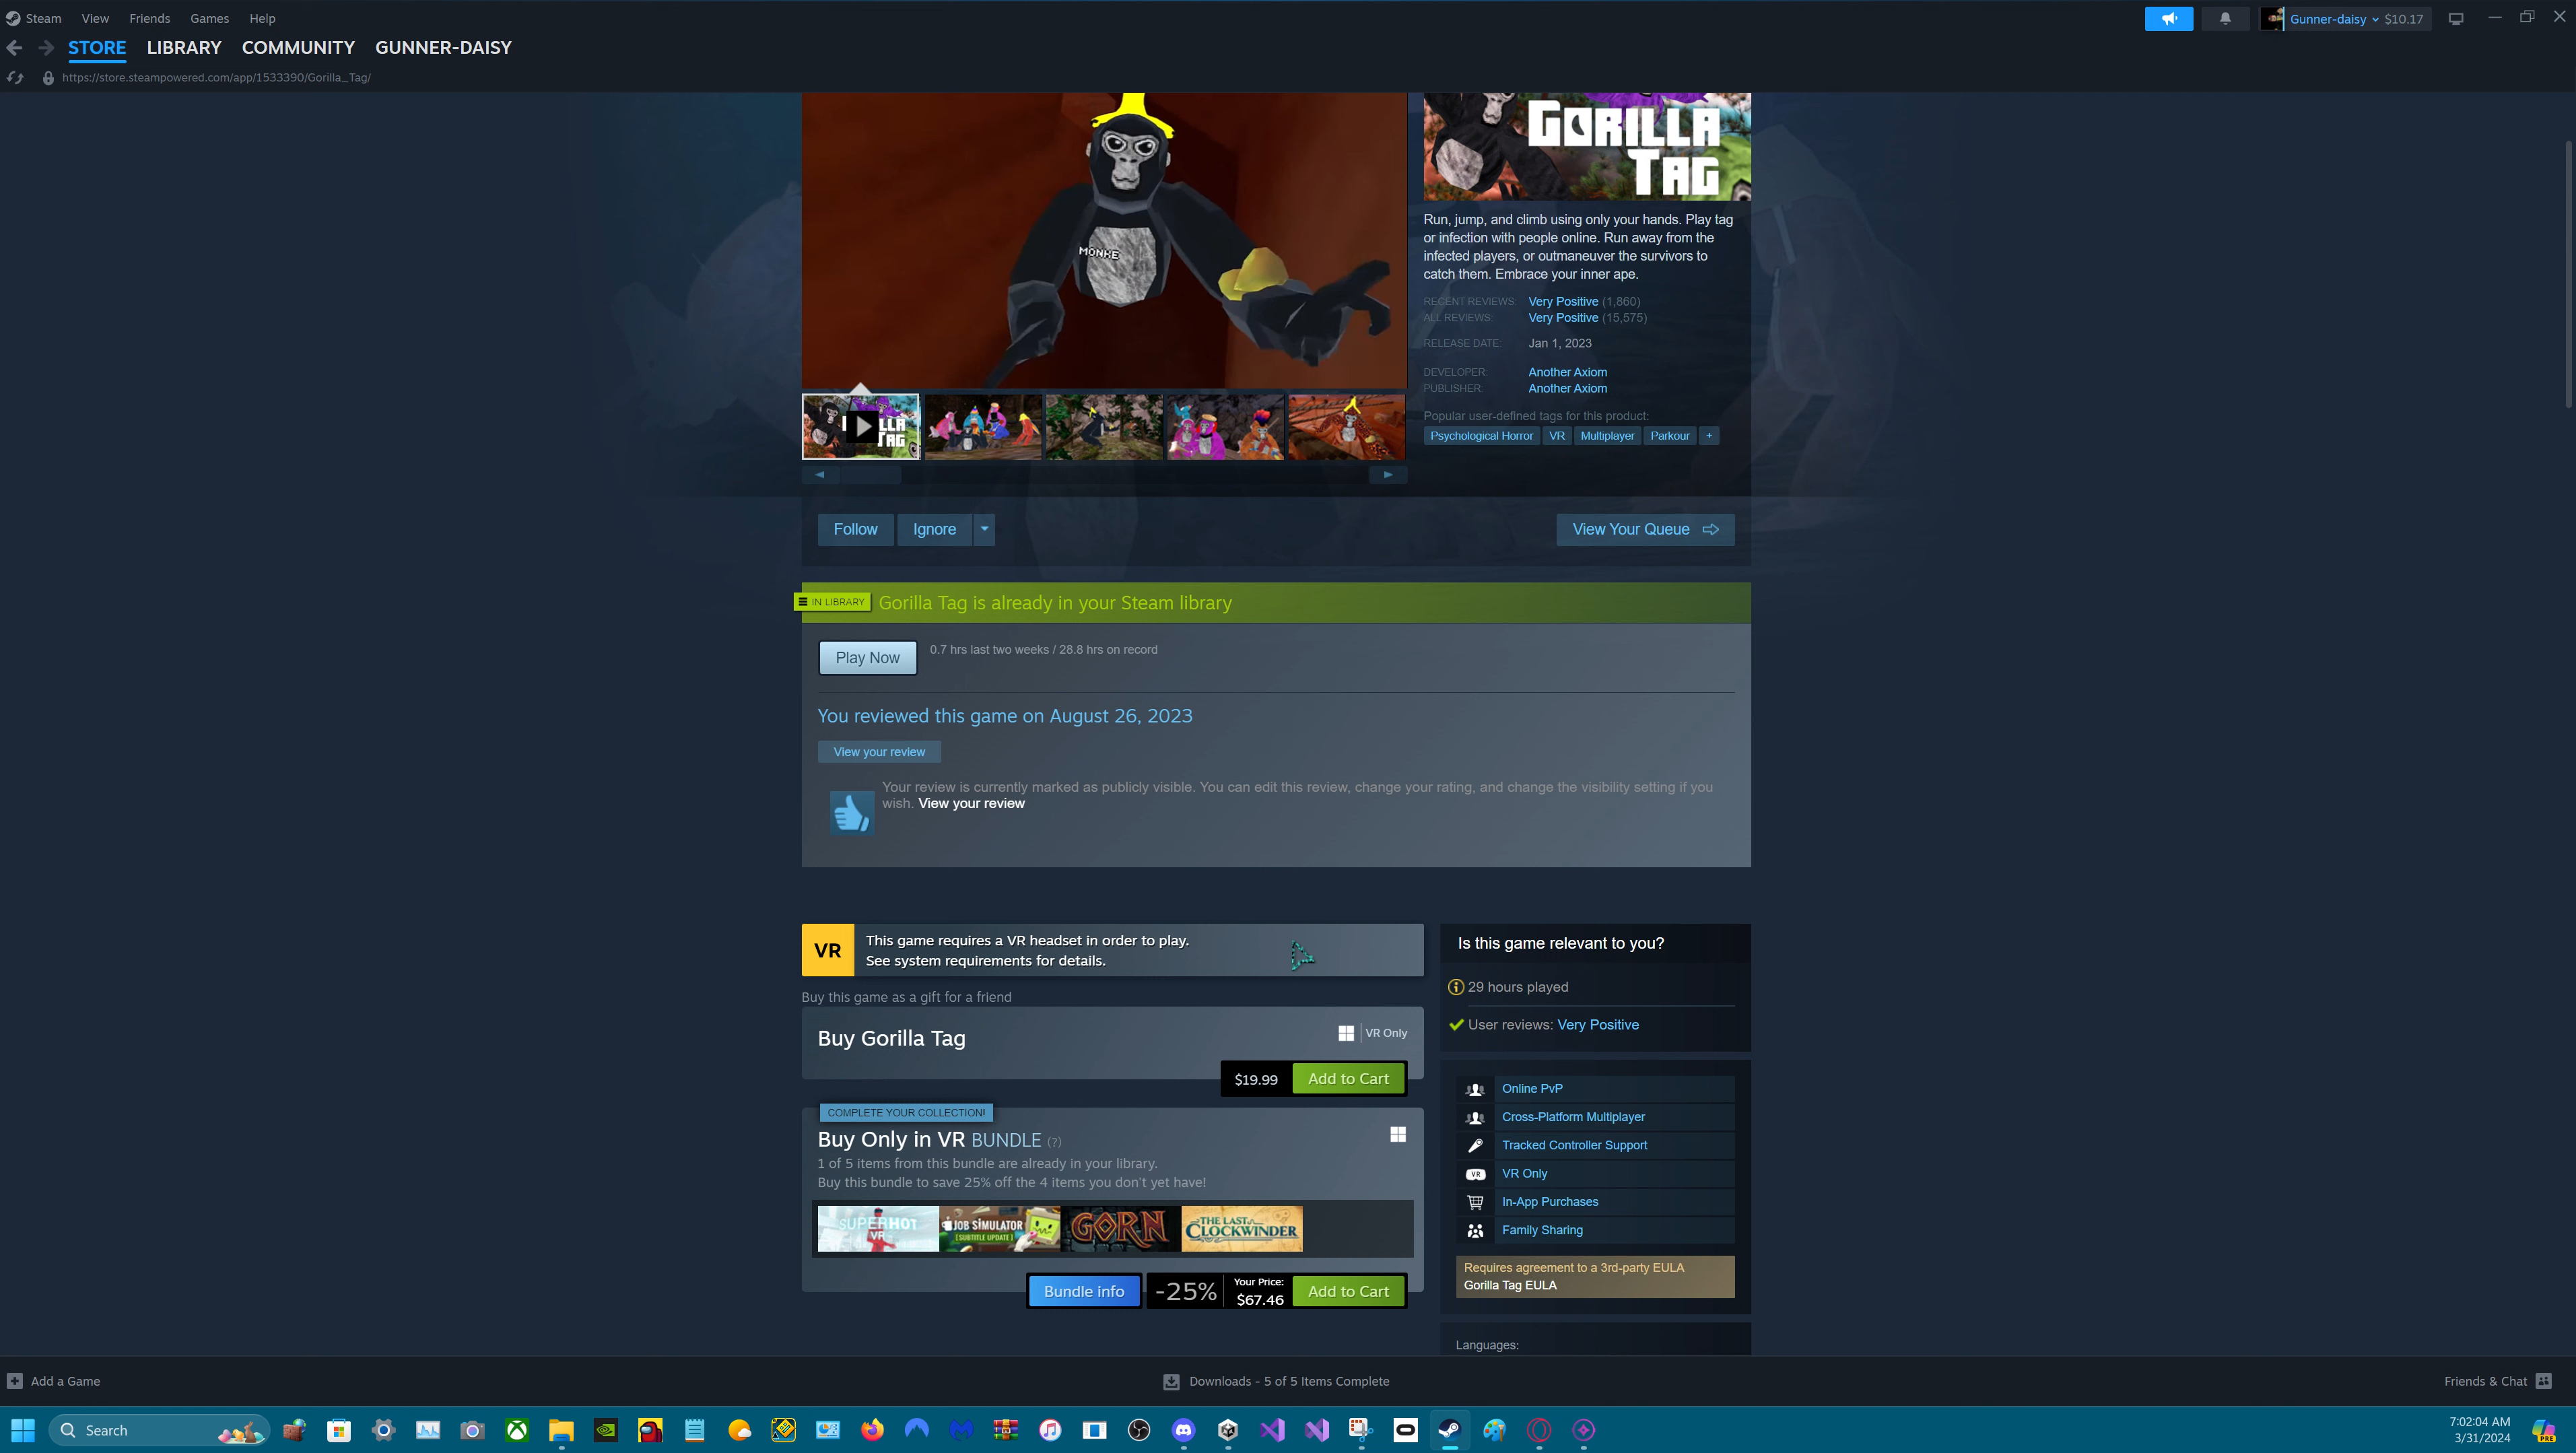 Steam View Friends Games Help
Gunner-daisy $10.17
STORE LIBRARY COMMUNITY GUNNER-DAISY
https://store.steampowered.com/app/1533390/Gorilla_Tag/
MONKE
GORILLA
TAG
Run, jump, and climb using only your hands. Play tag
or infection with people online. Run away from the
infected players, or outmaneuver the survivors to
catch them. Embrace your inner ape.
RECENT REVIEWS: Very Positive (1,860)
ALL REVIEWS: Very Positive (15,575)
RELEASE DATE: Jan 1, 2023
DEVELOPER: Another Axiom
PUBLISHER: Another Axiom
Popular user-defined tags for this product:
Psychological Horror VR Multiplayer Parkour +
Follow Ignore View Your Queue
IN LIBRARY Gorilla Tag is already in your Steam library
Play Now 0.7 hrs last two weeks / 28.8 hrs on record
You reviewed this game on August 26, 2023
View your review
Your review is currently marked as publicly visible. You can edit this review, change your rating, and change the visibility setting if you
wish. View your review
VR This game requires a VR headset in order to play.
See system requirements for details.
Buy this game as a gift for a friend
Buy Gorilla Tag VR Only
$19.99 Add to Cart
COMPLETE YOUR COLLECTION!
Buy Only in VR BUNDLE (?)
1 of 5 items from this bundle are already in your library.
Buy this bundle to save 25% off the 4 items you don't yet have!
SUPERHOT VR
JOB SIMULATOR
[SUBTITLE UPDATE]
GORN
THE LAST CLOCKWINDER
Bundle info -25% Your Price: $67.46 Add to Cart
Is this game relevant to you?
29 hours played
User reviews: Very Positive
Online PvP
Cross-Platform Multiplayer
Tracked Controller Support
VR Only
In-App Purchases
Family Sharing
Requires agreement to a 3rd-party EULA
Gorilla Tag EULA
Languages:
Add a Game Downloads - 5 of 5 Items Complete Friends & Chat
Search
7:02:04 AM
3/31/2024
PRE